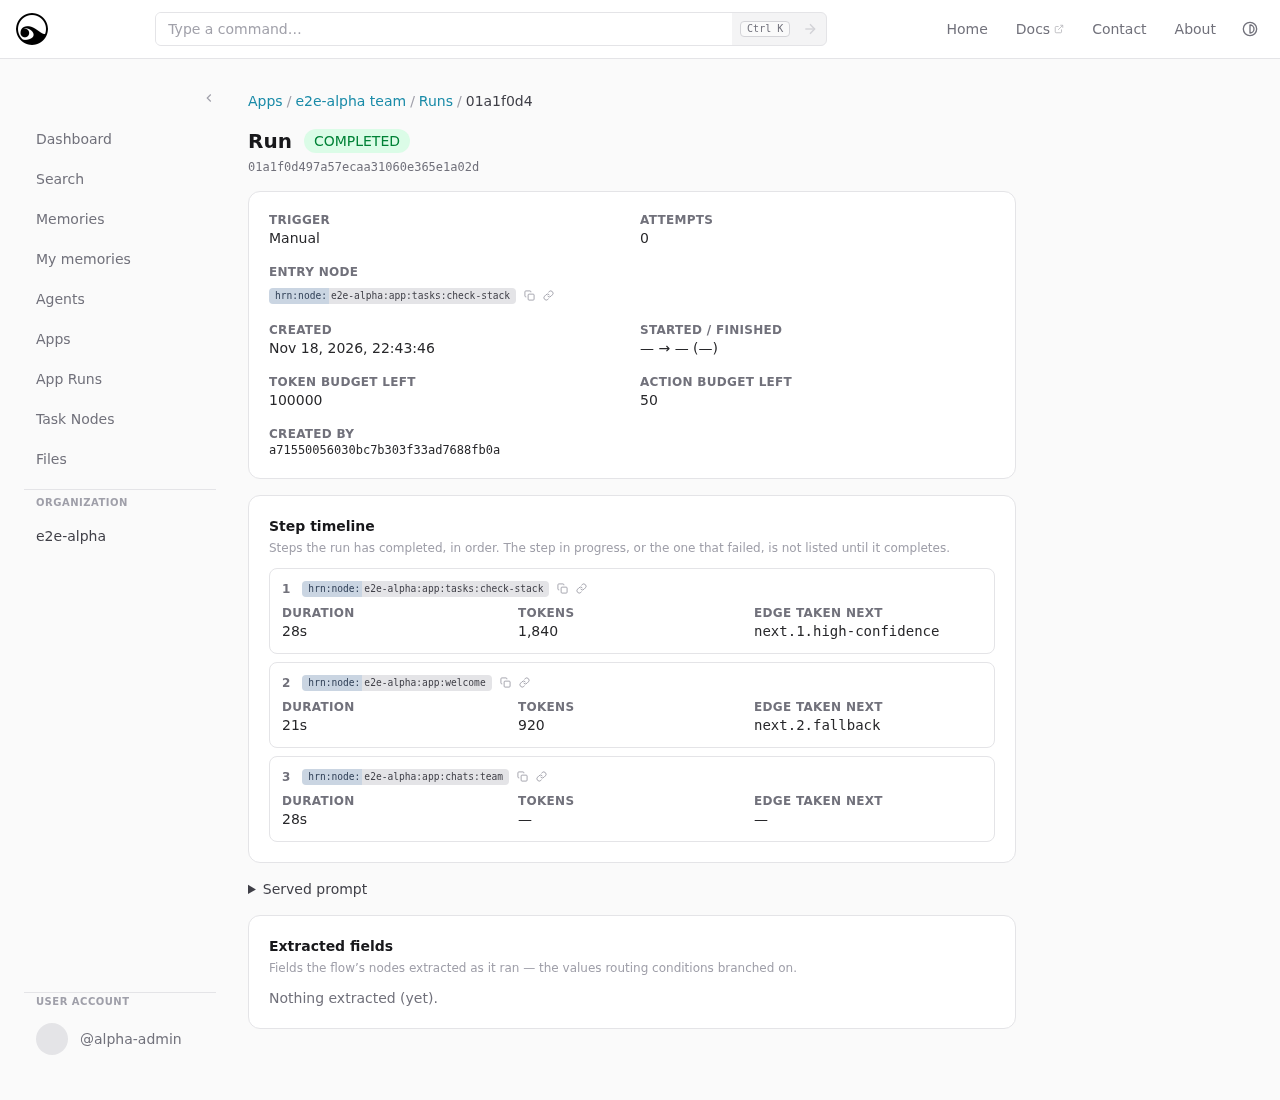 Type a command...
Ctrl K
Home
Docs
Contact
About
Apps / e2e-alpha team / Runs / 01a1f0d4
Run
COMPLETED
01a1f0d497a57ecaa31060e365e1a02d
Dashboard
Search
Memories
My memories
Agents
Apps
App Runs
Task Nodes
Files
ORGANIZATION
e2e-alpha
USER ACCOUNT
@alpha-admin
TRIGGER
Manual
ATTEMPTS
0
ENTRY NODE
hrn:node:e2e-alpha:app:tasks:check-stack
CREATED
Nov 18, 2026, 22:43:46
STARTED / FINISHED
— → — (—)
TOKEN BUDGET LEFT
100000
ACTION BUDGET LEFT
50
CREATED BY
a71550056030bc7b303f33ad7688fb0a
Step timeline
Steps the run has completed, in order. The step in progress, or the one that failed, is not listed until it completes.
1 hrn:node:e2e-alpha:app:tasks:check-stack
DURATION
28s
TOKENS
1,840
EDGE TAKEN NEXT
next.1.high-confidence
2 hrn:node:e2e-alpha:app:welcome
DURATION
21s
TOKENS
920
EDGE TAKEN NEXT
next.2.fallback
3 hrn:node:e2e-alpha:app:chats:team
DURATION
28s
TOKENS
—
EDGE TAKEN NEXT
—
Served prompt
Extracted fields
Fields the flow’s nodes extracted as it ran — the values routing conditions branched on.
Nothing extracted (yet).